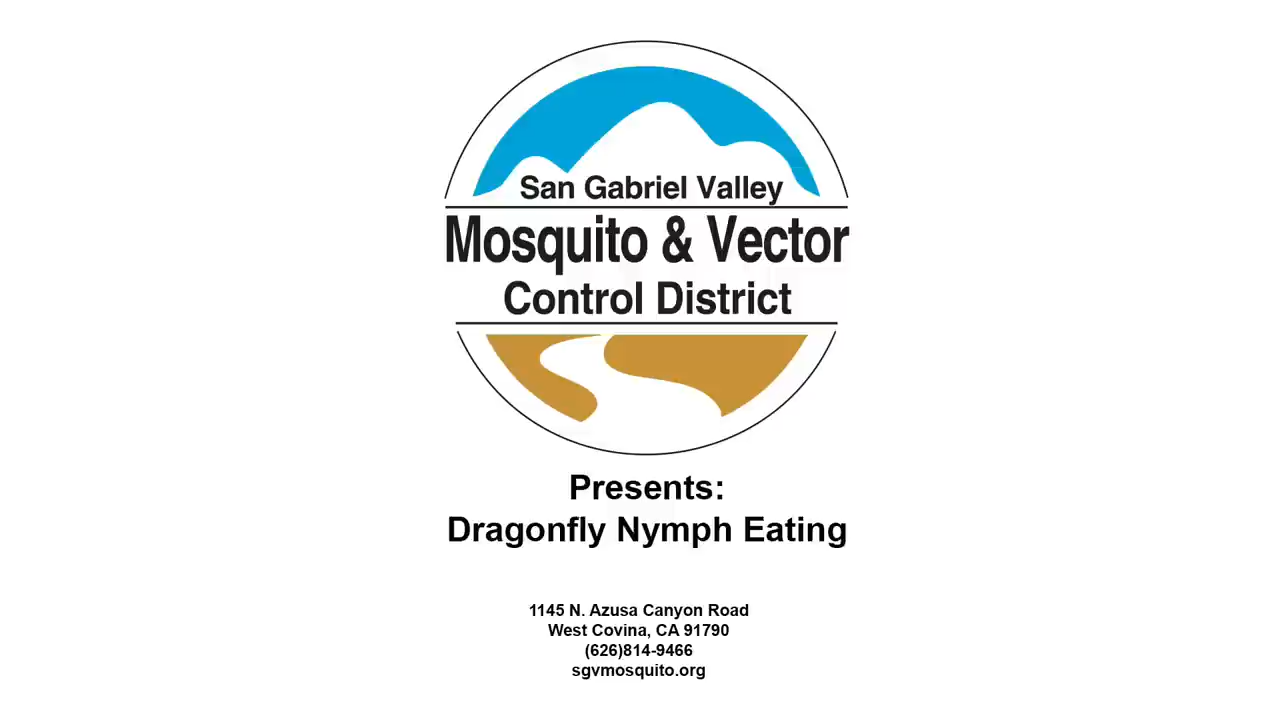 San Gabriel Valley
Mosquito & Vector
Control District
Presents:
Dragonfly Nymph Eating
1145 N. Azusa Canyon Road
West Covina, CA 91790
(626)814-9466
sgvmosquito.org